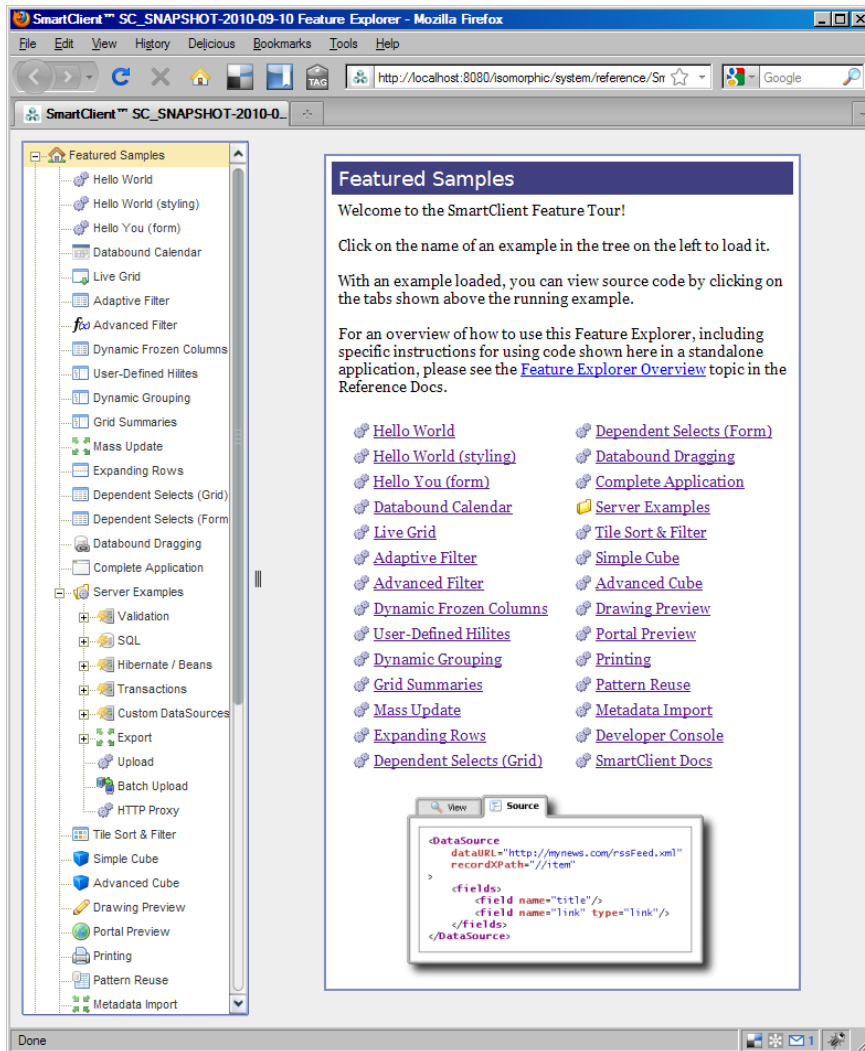 SmartClient™ SC_SNAPSHOT-2010-09-10 Feature Explorer - Mozilla Firefox
File Edit View History Delicious Bookmarks Tools Help
TAG
http://localhost:8080/isomorphic/system/reference/Sm
Google
SmartClient™ SC_SNAPSHOT-2010-0...
Featured Samples
Hello World
Hello World (styling)
Hello You (form)
Databound Calendar
Live Grid
Adaptive Filter
f(x) Advanced Filter
Dynamic Frozen Columns
User-Defined Hilites
Dynamic Grouping
Grid Summaries
Mass Update
Expanding Rows
Dependent Selects (Grid)
Dependent Selects (Form
Databound Dragging
Complete Application
Server Examples
Validation
SQL
Hibernate / Beans
Transactions
Custom DataSources
Export
Upload
Batch Upload
HTTP Proxy
Tile Sort & Filter
Simple Cube
Advanced Cube
Drawing Preview
Portal Preview
Printing
Pattern Reuse
Metadata Import
Featured Samples
Welcome to the SmartClient Feature Tour!
Click on the name of an example in the tree on the left to load it.
With an example loaded, you can view source code by clicking on
the tabs shown above the running example.
For an overview of how to use this Feature Explorer, including
specific instructions for using code shown here in a standalone
application, please see the Feature Explorer Overview topic in the
Reference Docs.
Hello World
Hello World (styling)
Hello You (form)
Databound Calendar
Live Grid
Adaptive Filter
Advanced Filter
Dynamic Frozen Columns
User-Defined Hilites
Dynamic Grouping
Grid Summaries
Mass Update
Expanding Rows
Dependent Selects (Grid)
Dependent Selects (Form)
Databound Dragging
Complete Application
Server Examples
Tile Sort & Filter
Simple Cube
Advanced Cube
Drawing Preview
Portal Preview
Printing
Pattern Reuse
Metadata Import
Developer Console
SmartClient Docs
View Source
<DataSource
dataURL="http://mynews.com/rssFeed.xml"
recordXPath="//item"
>
<fields>
<field name="title"/>
<field name="link" type="link"/>
</fields>
</DataSource>
Done
1